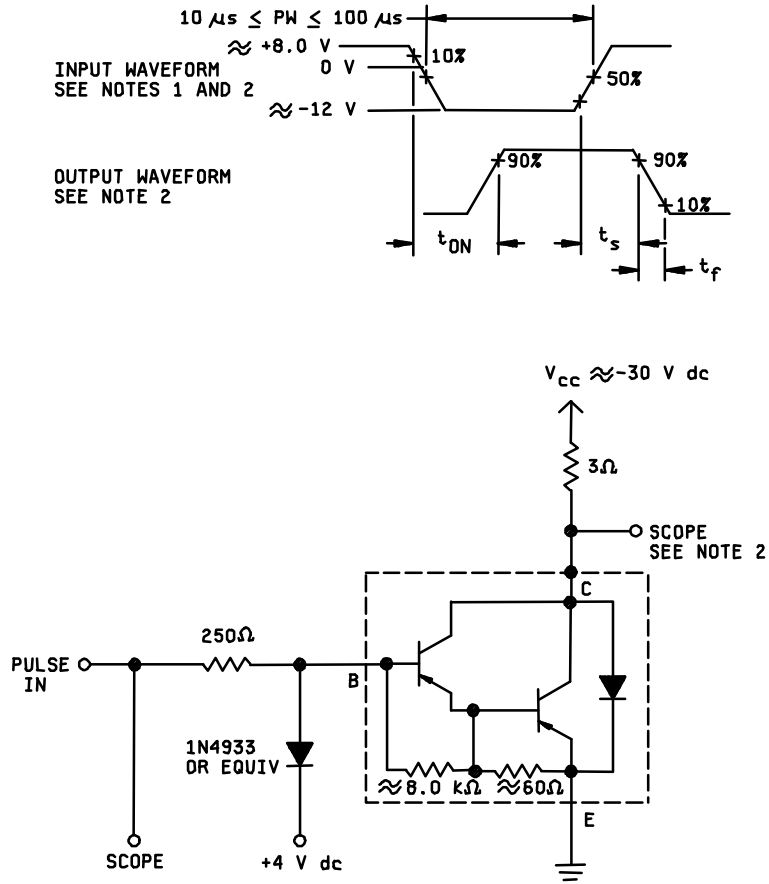 10 µs ≤ PW ≤ 100 µs
≈ +8.0 V
10%
0 V
INPUT WAVEFORM
SEE NOTES 1 AND 2
50%
≈ -12 V
OUTPUT WAVEFORM
SEE NOTE 2
90%
90%
10%
tON
ts
tf
Vcc ≈ -30 V dc
3Ω
SCOPE
SEE NOTE 2
C
250Ω
PULSE
IN
B
1N4933
OR EQUIV
≈ 8.0 kΩ
≈ 60Ω
E
SCOPE
+4 V dc